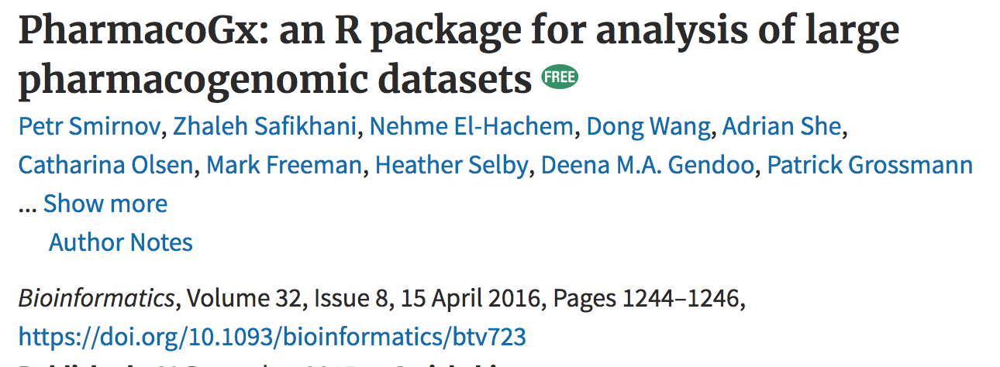 PharmacoGx: an R package for analysis of large
pharmacogenomic datasets FREE
Petr Smirnov, Zhaleh Safikhani, Nehme El-Hachem, Dong Wang, Adrian She,
Catharina Olsen, Mark Freeman, Heather Selby, Deena M.A. Gendoo, Patrick Grossmann
... Show more
Author Notes
Bioinformatics, Volume 32, Issue 8, 15 April 2016, Pages 1244–1246,
https://doi.org/10.1093/bioinformatics/btv723